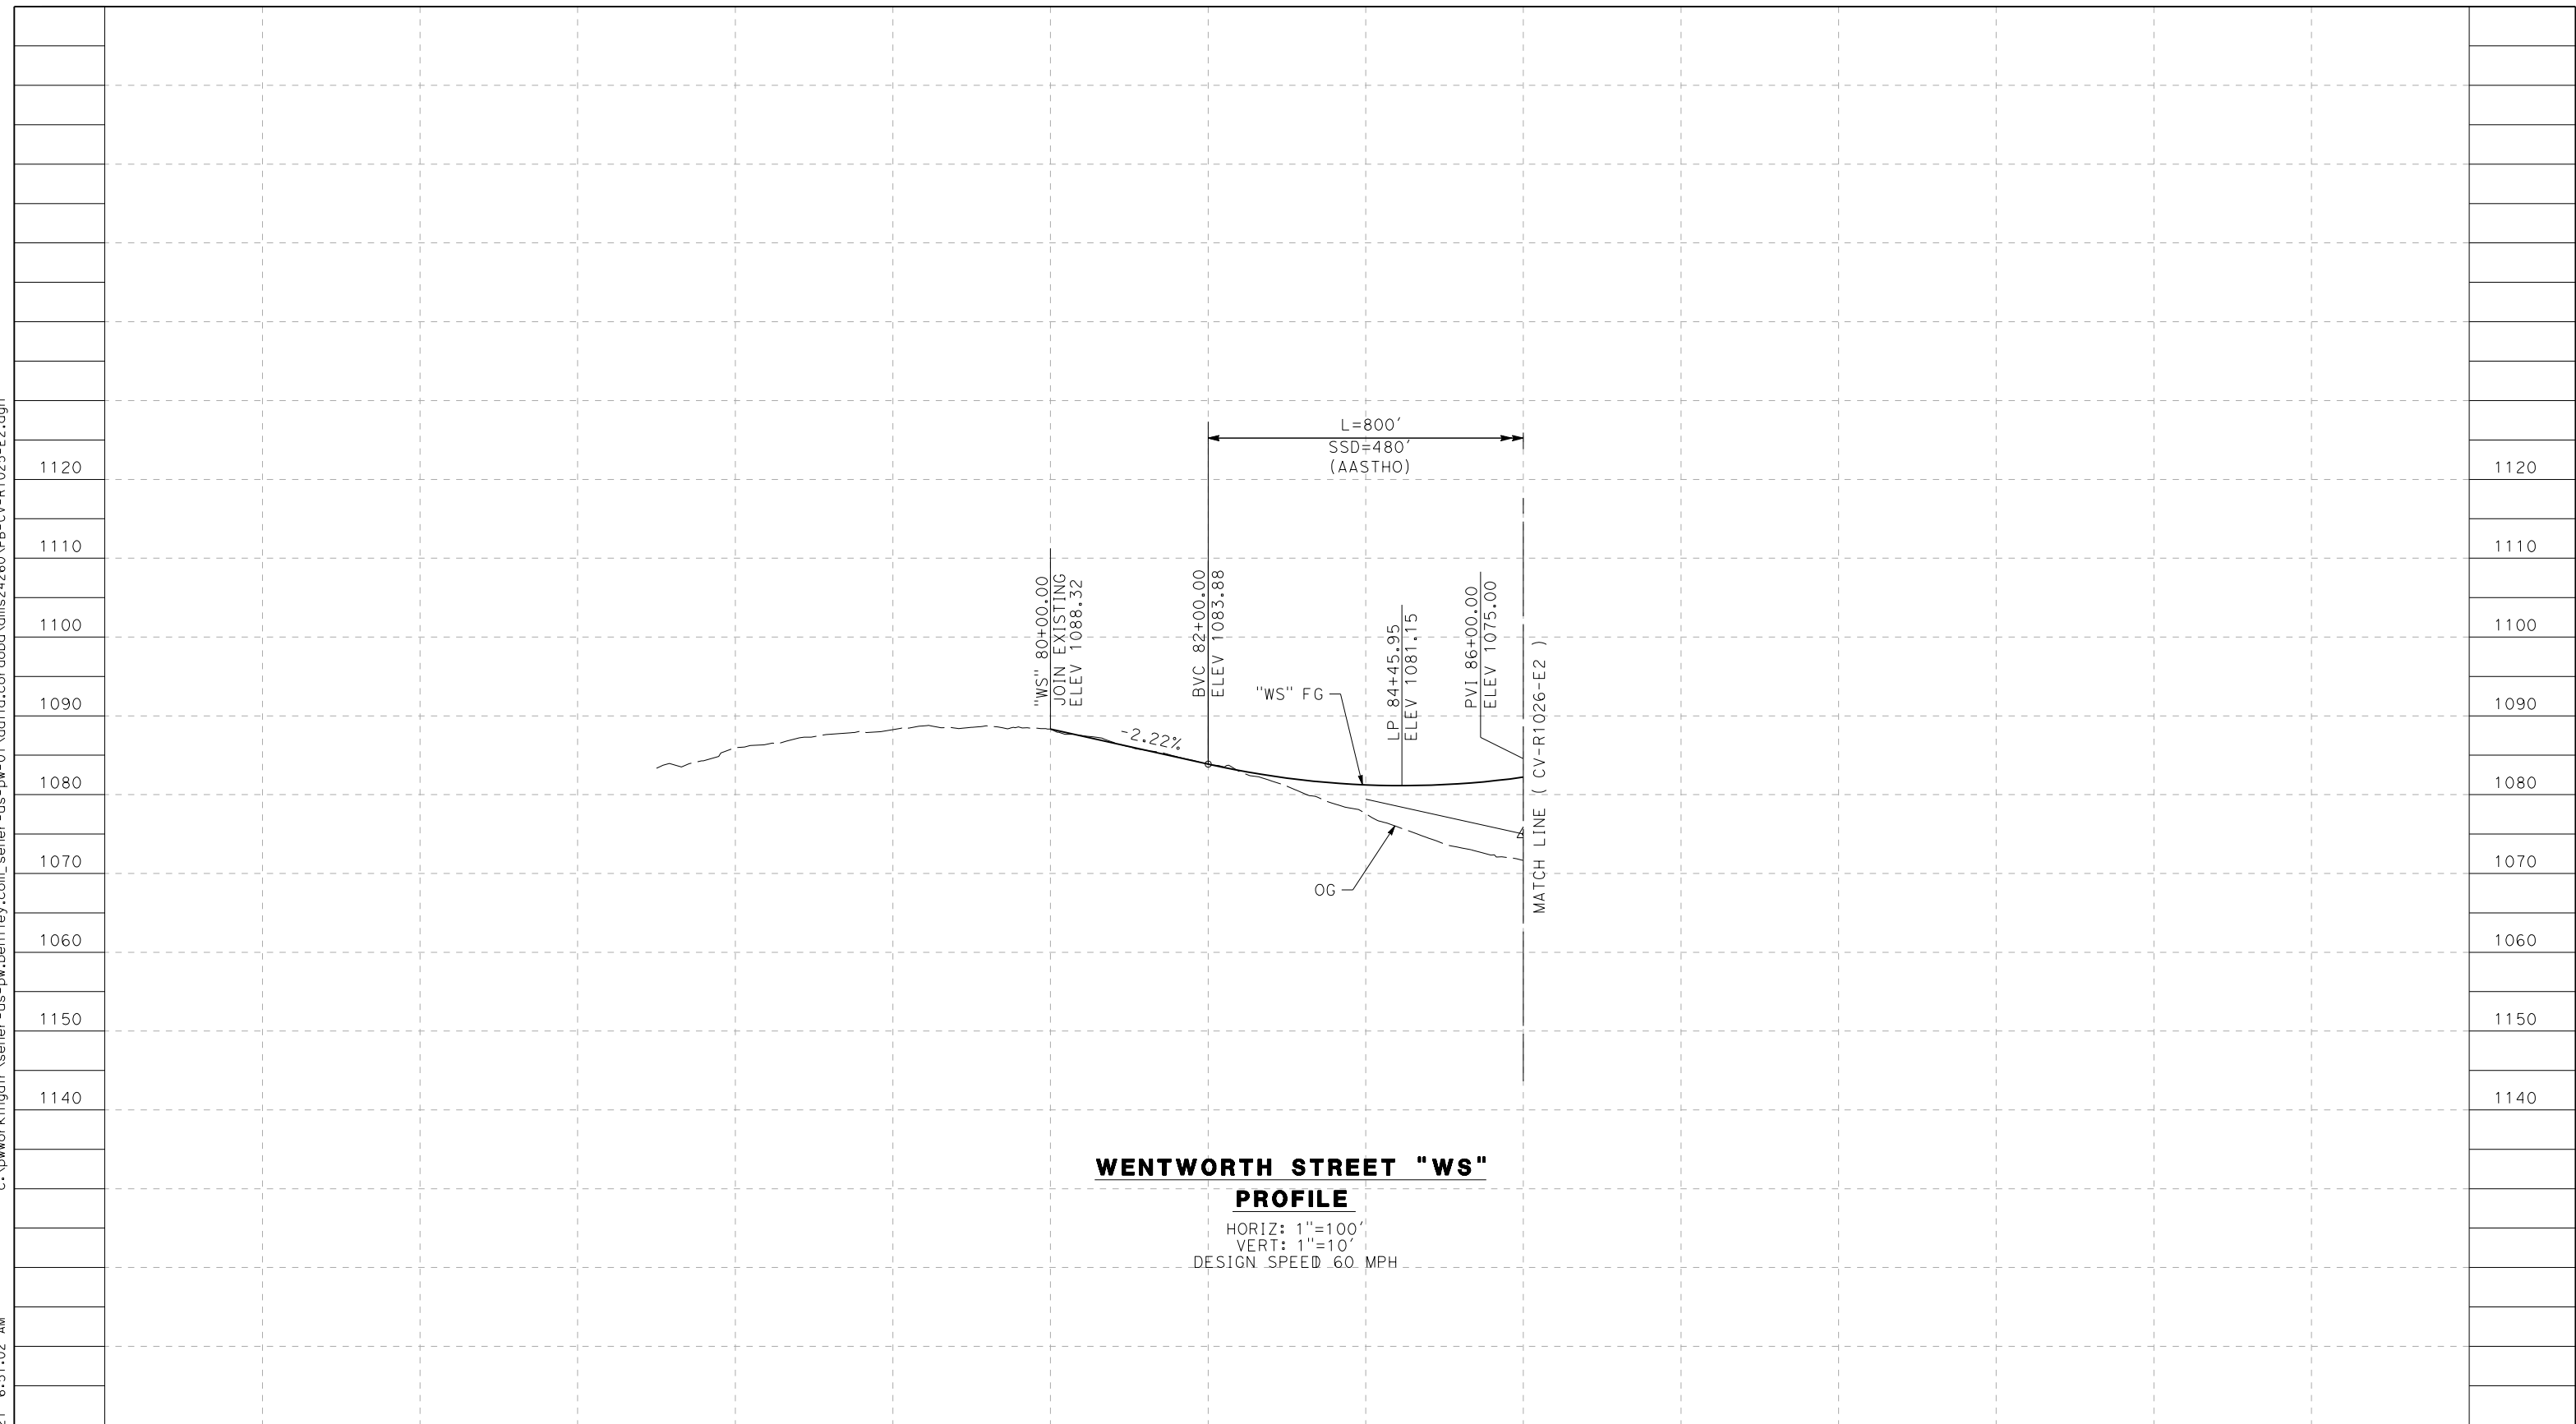 L=800'
SSD=480'
(AASTHO)
1120 1120
1110 1110
1100 1100
1090 1090
1080 1080
1070 1070
1060 1060
1150 1150
1140 1140
"WS" 80+00.00
JOIN EXISTING
ELEV 1088.32
-2.22%
BVC 82+00.00
ELEV 1083.88
"WS" FG
LP 84+45.95
ELEV 1081.15
PVI 86+00.00
ELEV 1075.00
MATCH LINE ( CV-R1026-E2 )
OG
WENTWORTH STREET "WS"
PROFILE
HORIZ: 1"=100'
VERT: 1"=10'
DESIGN SPEED 60 MPH